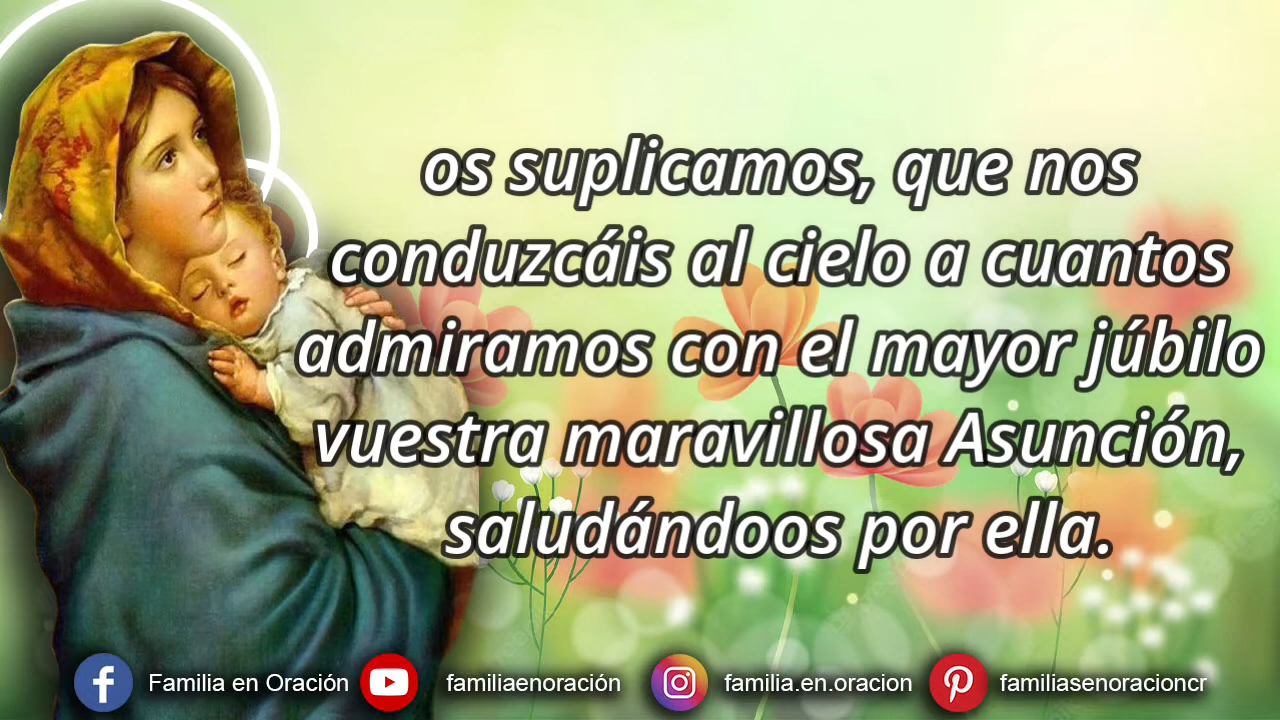 os suplicamos, que nos
conduzcáis al cielo a cuantos
admiramos con el mayor júbilo
vuestra maravillosa Asunción,
saludándoos por ella.
Familia en Oración familiaenoración familia.en.oracion familiasenoracioncr